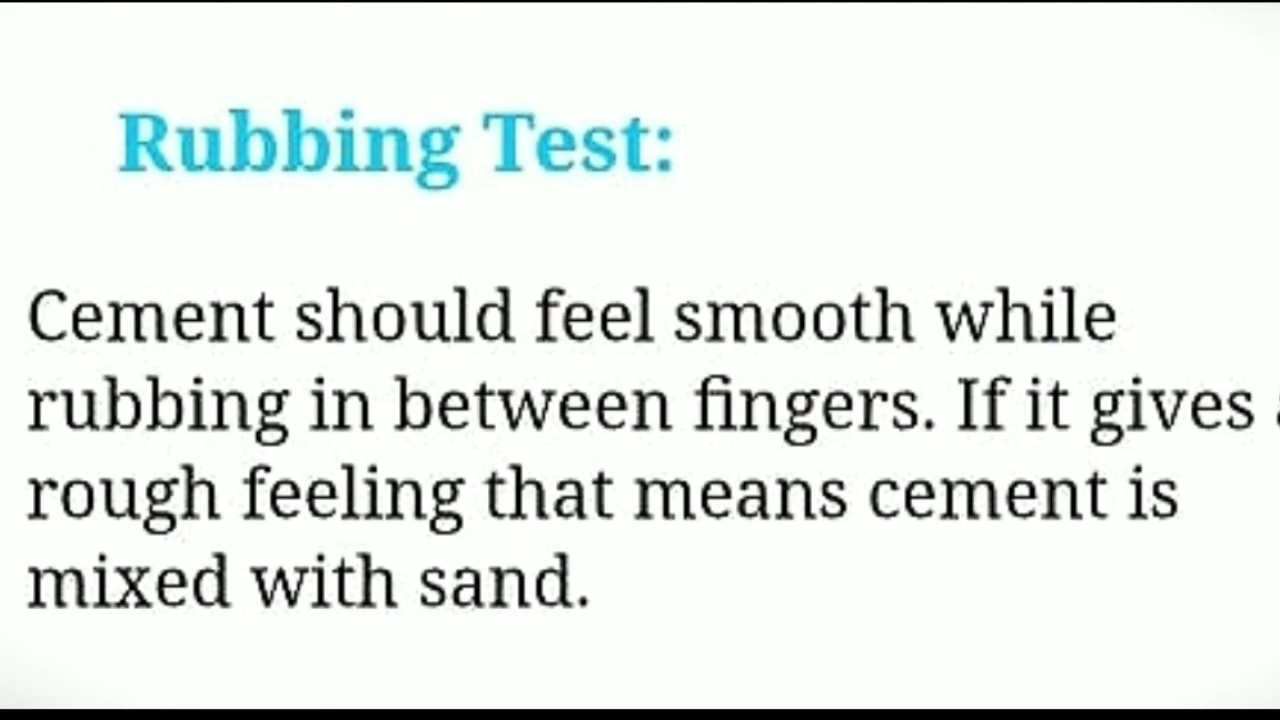 Rubbing Test:
Cement should feel smooth while
rubbing in between fingers. If it gives a
rough feeling that means cement is
mixed with sand.